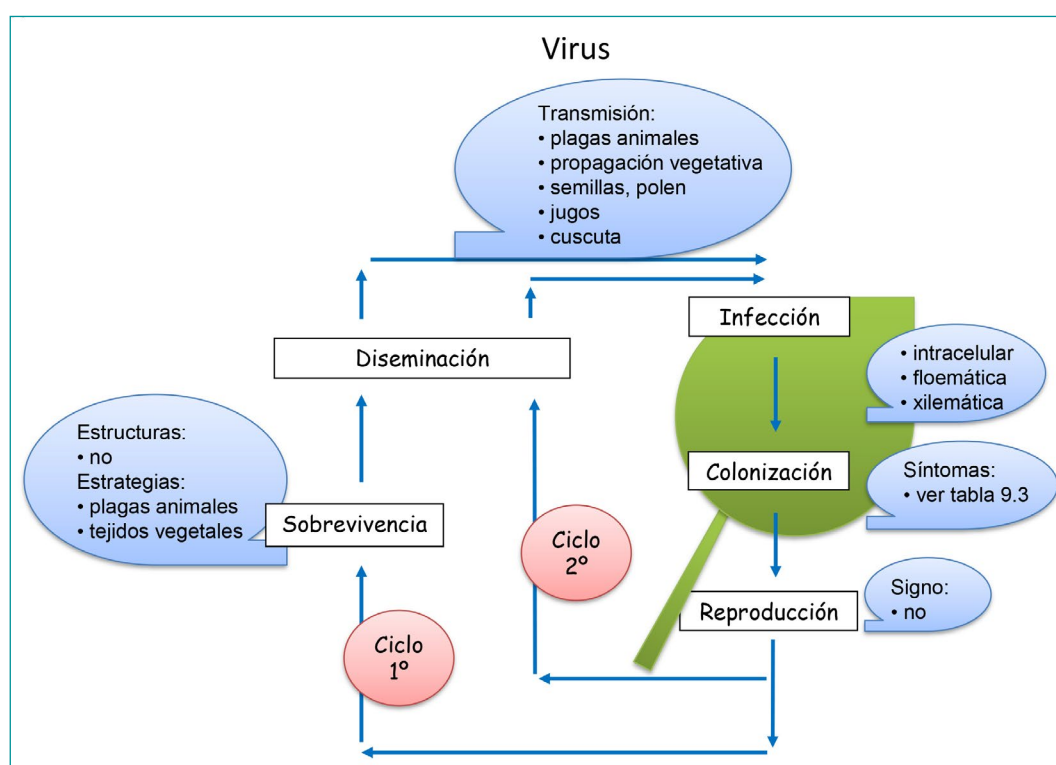 Virus
Transmisión:
• plagas animales
• propagación vegetativa
• semillas, polen
• jugos
• cuscuta
Infección
Diseminación
• intracelular
• floemática
• xilemática
Estructuras:
• no
Estrategias:
• plagas animales
• tejidos vegetales
Colonización
Síntomas:
• ver tabla 9.3
Sobrevivencia
Ciclo
2º
Reproducción
Signo:
• no
Ciclo
1º